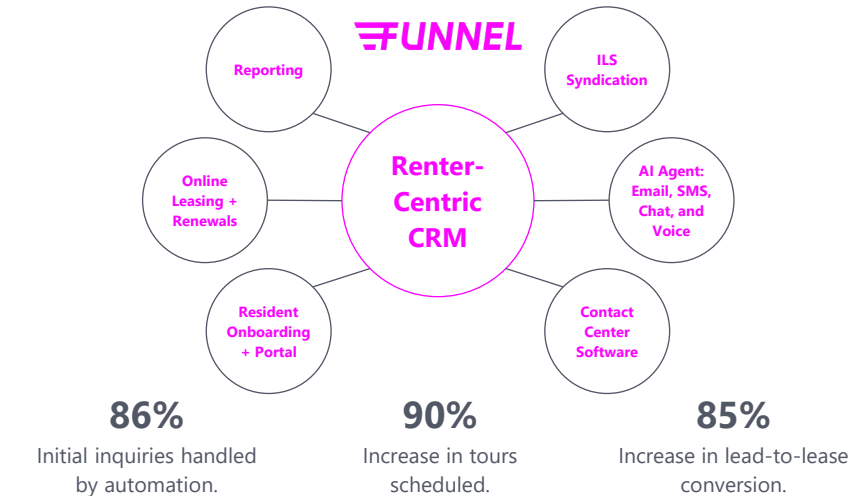 FUNNEL
Reporting
ILS
Syndication
Renter-
Centric
CRM
Online
Leasing +
Renewals
AI Agent:
Email, SMS,
Chat, and
Voice
Resident
Onboarding
+ Portal
Contact
Center
Software
86%
Initial inquiries handled
by automation.
90%
Increase in tours
scheduled.
85%
Increase in lead-to-lease
conversion.